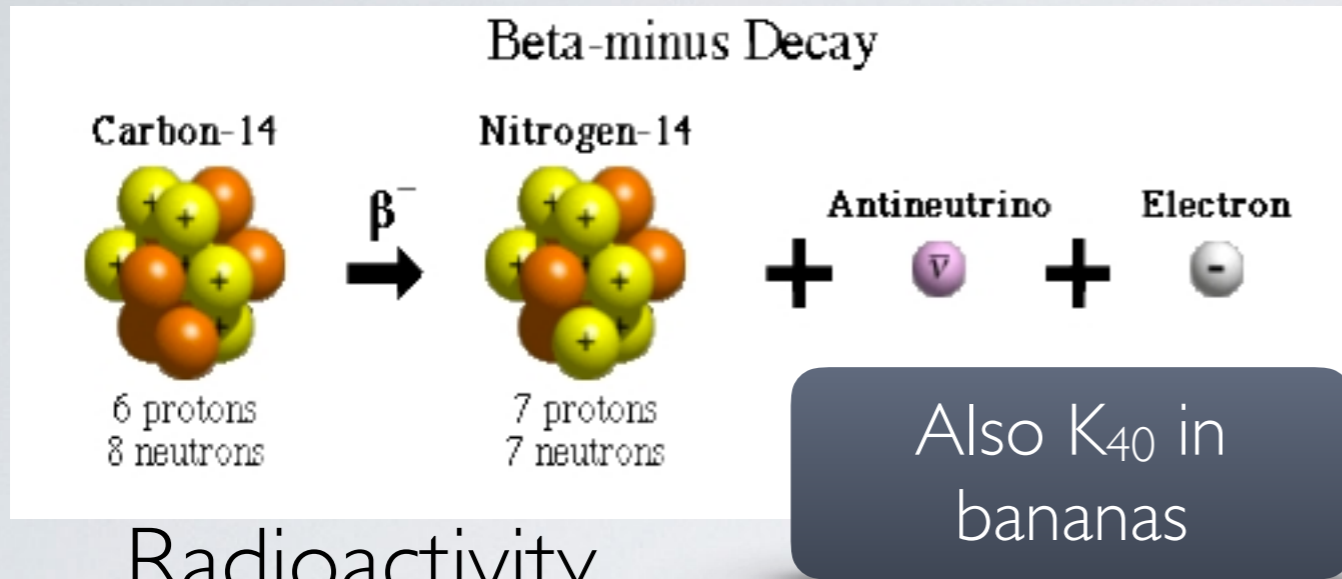 Beta-minus Decay
Carbon-14
Nitrogen-14
β⁻
Antineutrino
Electron
+ ν̄ + -
6 protons
8 neutrons
7 protons
7 neutrons
Also K₄₀ in
bananas
Radioactivity